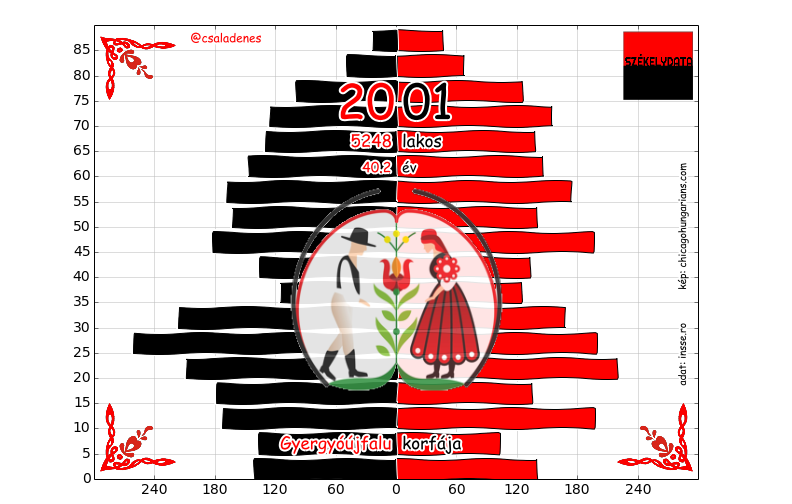 @csaladenes
SZÉKELYDATA
2001
5248 lakos
40.2 év
kép: chicagohungarians.com
adat: insse.ro
Gyergyóújfalu korfája
85
80
75
70
65
60
55
50
45
40
35
30
25
20
15
10
5
0
240 180 120 60 0 60 120 180 240